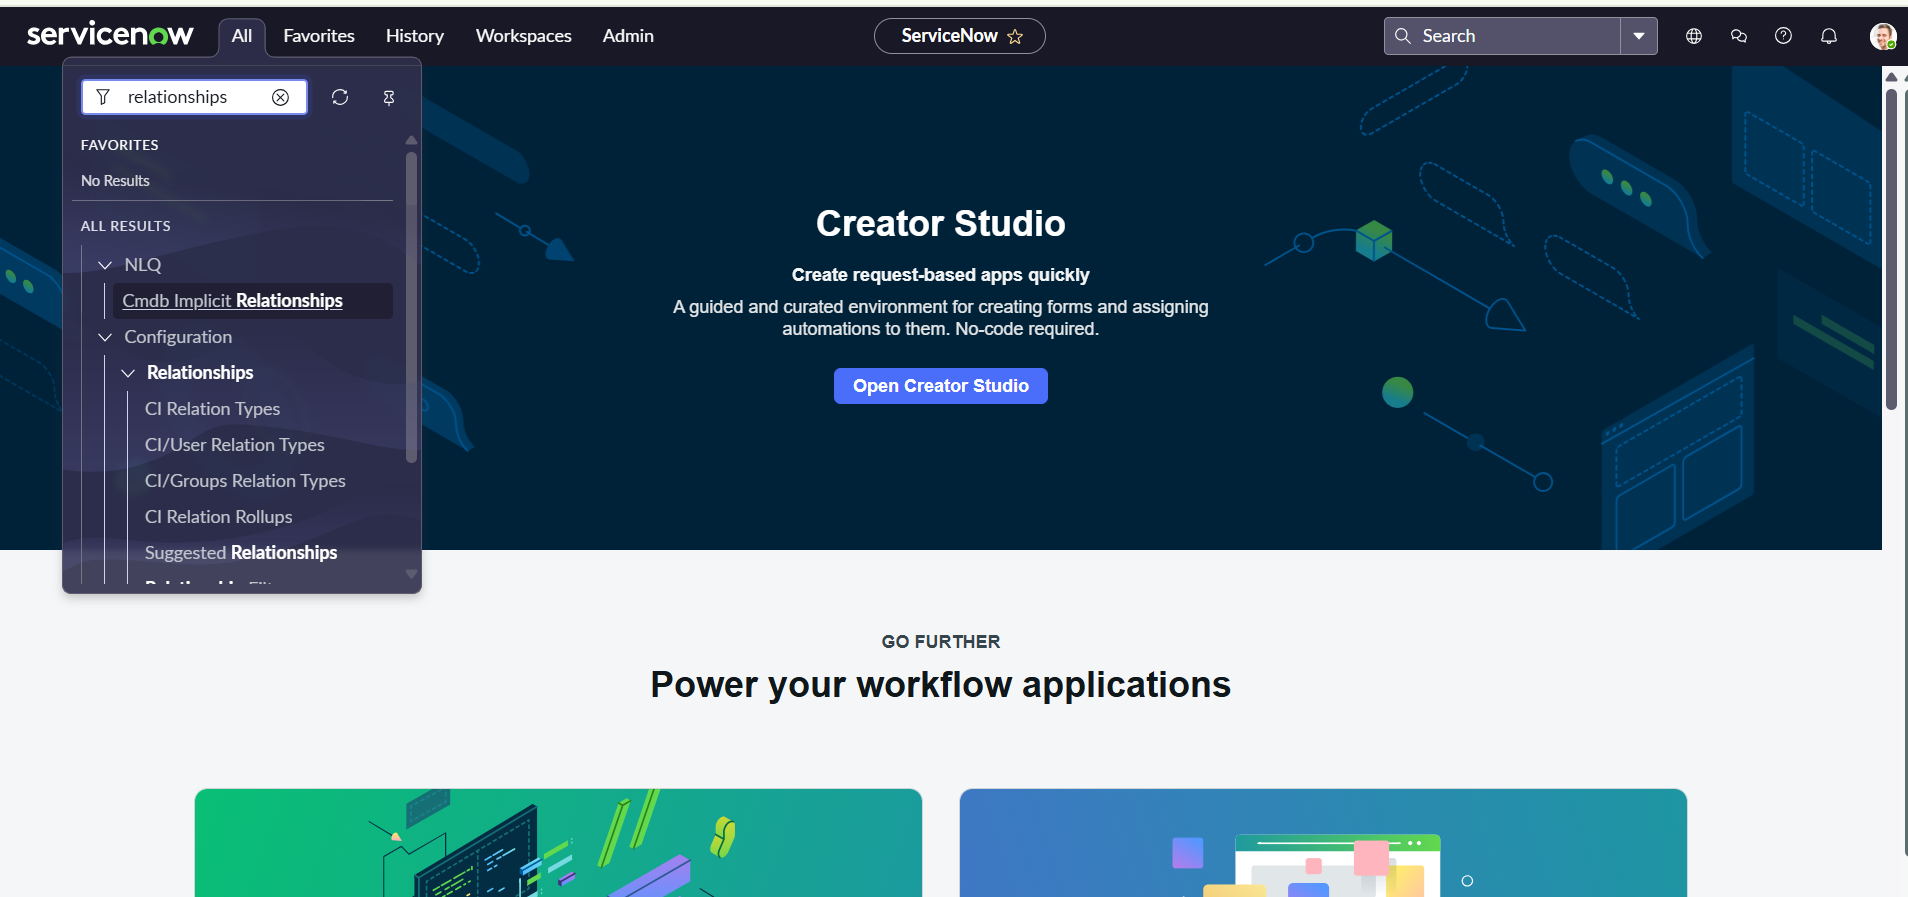 servicenow
All
Favorites
History
Workspaces
Admin
ServiceNow
Search
relationships
FAVORITES
No Results
ALL RESULTS
NLQ
Cmdb Implicit Relationships
Configuration
Relationships
CI Relation Types
CI/User Relation Types
CI/Groups Relation Types
CI Relation Rollups
Suggested Relationships
Creator Studio
Create request-based apps quickly
A guided and curated environment for creating forms and assigning
automations to them. No-code required.
Open Creator Studio
GO FURTHER
Power your workflow applications